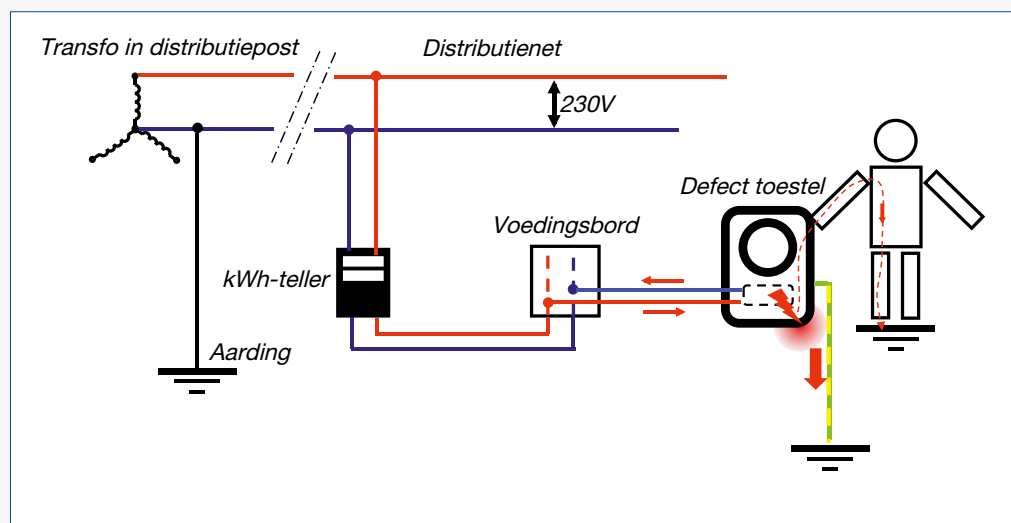 Transfo in distributiepost
Distributienet
230V
Defect toestel
Voedingsbord
kWh-teller
Aarding